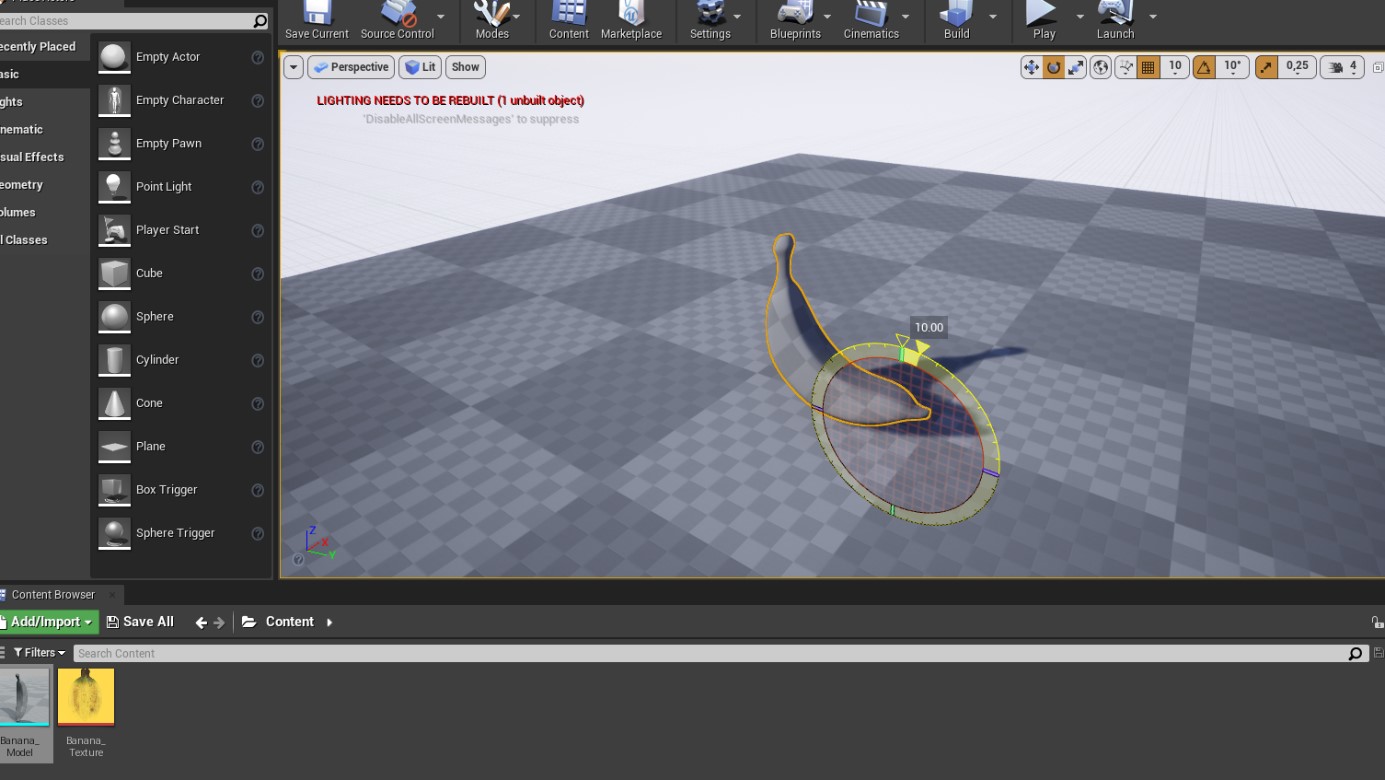 earch Classes
ecently Placed
asic
ghts
nematic
sual Effects
eometry
olumes
l Classes
Empty Actor
Empty Character
Empty Pawn
Point Light
Player Start
Cube
Sphere
Cylinder
Cone
Plane
Box Trigger
Sphere Trigger
Save Current
Source Control
Modes
Content
Marketplace
Settings
Blueprints
Cinematics
Build
Play
Launch
Perspective
Lit
Show
10
10°
0,25
4
LIGHTING NEEDS TO BE REBUILT (1 unbuilt object)
'DisableAllScreenMessages' to suppress
10.00
Z
X
Y
Content Browser
Add/Import
Save All
Content
Filters
Search Content
Banana_
Model
Banana_
Texture